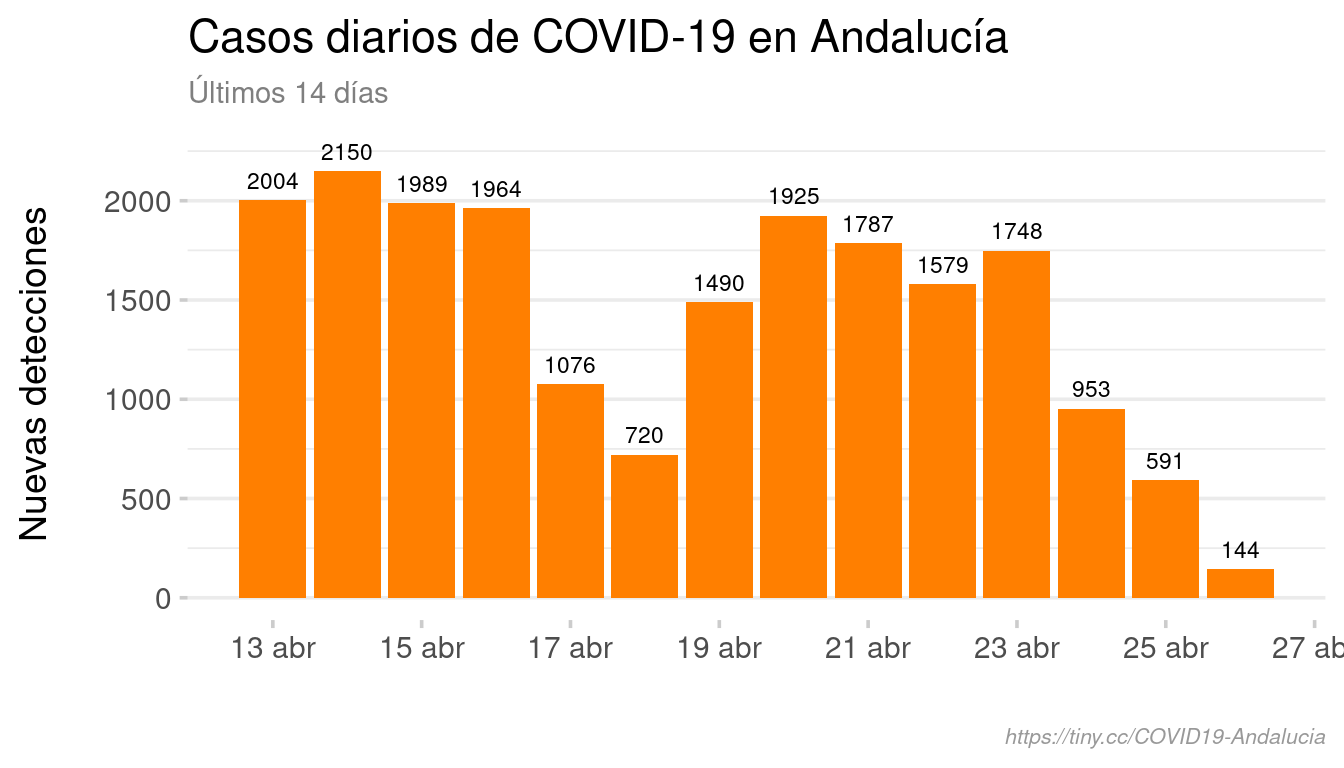 Casos diarios de COVID-19 en Andalucía
Últimos 14 días
Nuevas detecciones
2000
1500
1000
500
0
2004
2150
1989
1964
1076
720
1490
1925
1787
1579
1748
953
591
144
13 abr
15 abr
17 abr
19 abr
21 abr
23 abr
25 abr
27 ab
https://tiny.cc/COVID19-Andalucia